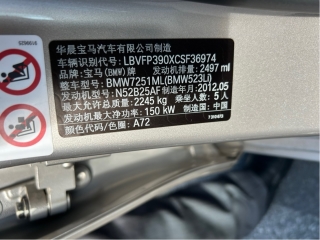 华晨宝马汽车有限公司制造
车辆识别代号: LBVFP390XCSF36974
品牌: 宝马(BMW)牌 发动机排量: 2497 ml
整车型号: BMW7251ML(BMW523Li)
发动机型号: N52B25AF 制造年月: 2012.05
最大允许总质量: 2245 kg 乘坐人数: 5 人
发动机最大净功率: 150 kW 制造国: 中国
颜色代码/色圈: A72